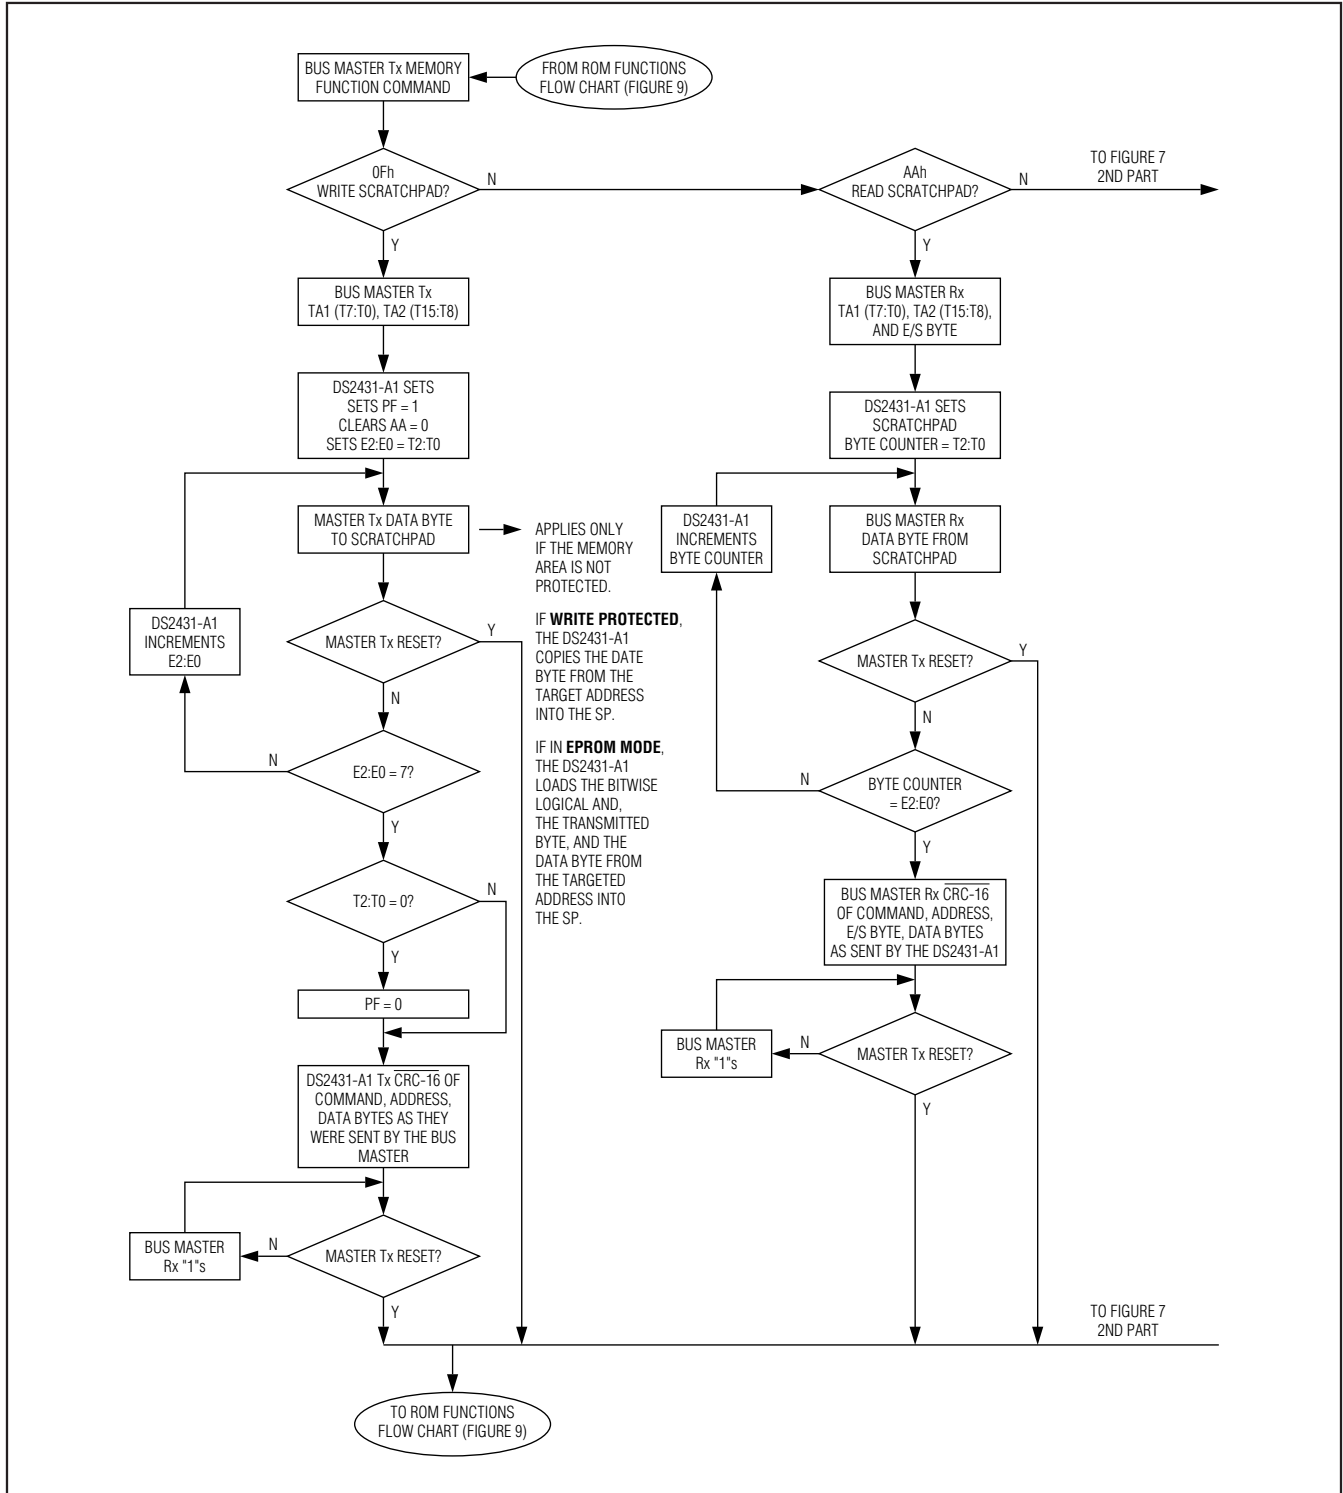 BUS MASTER Tx MEMORY
FUNCTION COMMAND
FROM ROM FUNCTIONS
FLOW CHART (FIGURE 9)
0Fh
WRITE SCRATCHPAD?
N
Y
AAh
READ SCRATCHPAD?
N
Y
TO FIGURE 7
2ND PART
BUS MASTER Tx
TA1 (T7:T0), TA2 (T15:T8)
DS2431-A1 SETS
SETS PF = 1
CLEARS AA = 0
SETS E2:E0 = T2:T0
MASTER Tx DATA BYTE
TO SCRATCHPAD
APPLIES ONLY
IF THE MEMORY
AREA IS NOT
PROTECTED.
IF WRITE PROTECTED,
THE DS2431-A1
COPIES THE DATE
BYTE FROM THE
TARGET ADDRESS
INTO THE SP.
IF IN EPROM MODE,
THE DS2431-A1
LOADS THE BITWISE
LOGICAL AND,
THE TRANSMITTED
BYTE, AND THE
DATA BYTE FROM
THE TARGETED
ADDRESS INTO
THE SP.
DS2431-A1
INCREMENTS
E2:E0
MASTER Tx RESET?
Y
N
E2:E0 = 7?
N
Y
T2:T0 = 0?
N
Y
PF = 0
DS2431-A1 Tx CRC-16 OF
COMMAND, ADDRESS,
DATA BYTES AS THEY
WERE SENT BY THE BUS
MASTER
BUS MASTER
Rx "1"s
N
MASTER Tx RESET?
Y
BUS MASTER Rx
TA1 (T7:T0), TA2 (T15:T8),
AND E/S BYTE
DS2431-A1 SETS
SCRATCHPAD
BYTE COUNTER = T2:T0
DS2431-A1
INCREMENTS
BYTE COUNTER
BUS MASTER Rx
DATA BYTE FROM
SCRATCHPAD
MASTER Tx RESET?
Y
N
BYTE COUNTER
= E2:E0?
N
Y
BUS MASTER Rx CRC-16
OF COMMAND, ADDRESS,
E/S BYTE, DATA BYTES
AS SENT BY THE DS2431-A1
BUS MASTER
Rx "1"s
N
MASTER Tx RESET?
Y
TO FIGURE 7
2ND PART
TO ROM FUNCTIONS
FLOW CHART (FIGURE 9)